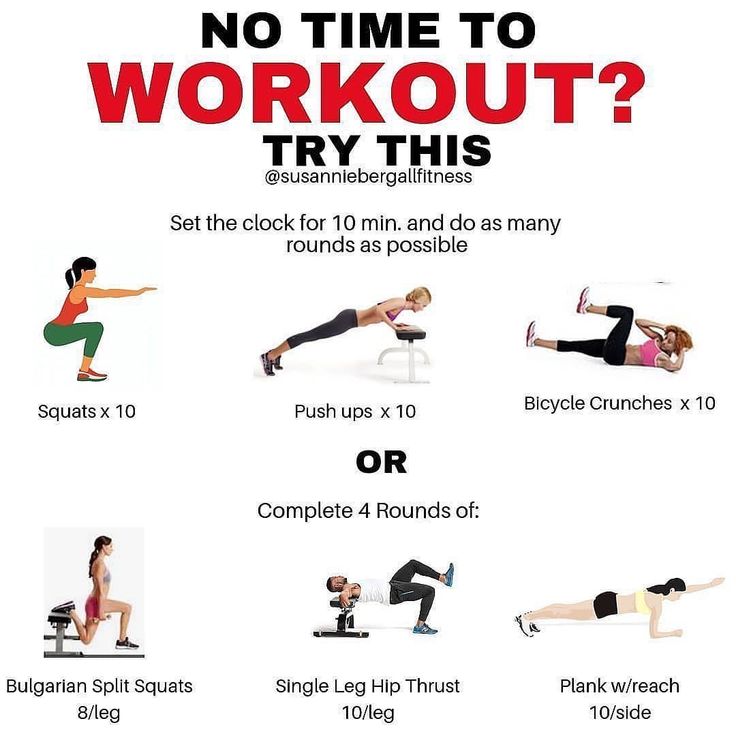 NO TIME TO
WORKOUT?
TRY THIS
@susanniebergallfitness
Set the clock for 10 min. and do as many
rounds as possible
Squats x 10
Push ups x 10
Bicycle Crunches x 10
OR
Complete 4 Rounds of:
Bulgarian Split Squats
8/leg
Single Leg Hip Thrust
10/leg
Plank w/reach
10/side